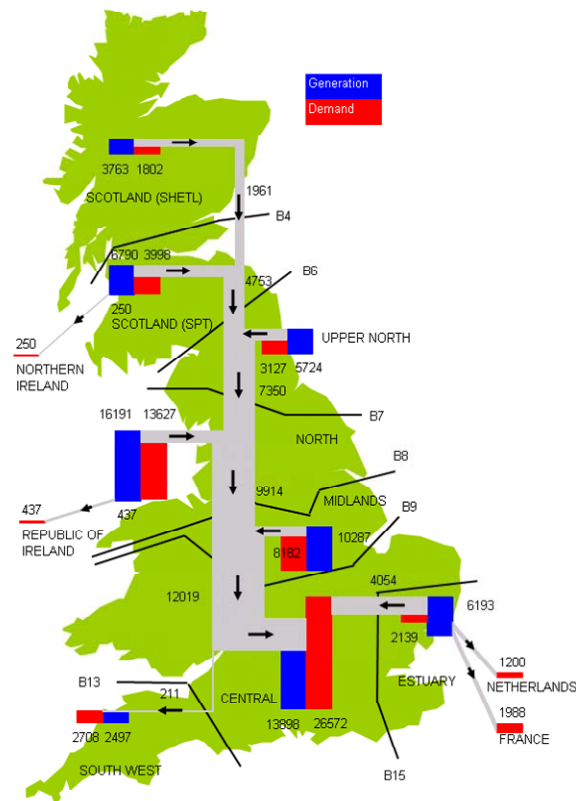 Generation
Demand
3763 1802
SCOTLAND (SHETL)
1961
B4
6790 3998
4753
B6
250
SCOTLAND (SPT)
250
NORTHERN
IRELAND
UPPER NORTH
3127 5724
7350
B7
16191 13627
NORTH
B8
9914
MIDLANDS
B9
437
437
REPUBLIC OF
IRELAND
10287
8182
12019
4054
6193
2139
1200
NETHERLANDS
B13
211
CENTRAL
ESTUARY
1988
FRANCE
13898 26572
2708 2497
SOUTH WEST
B15